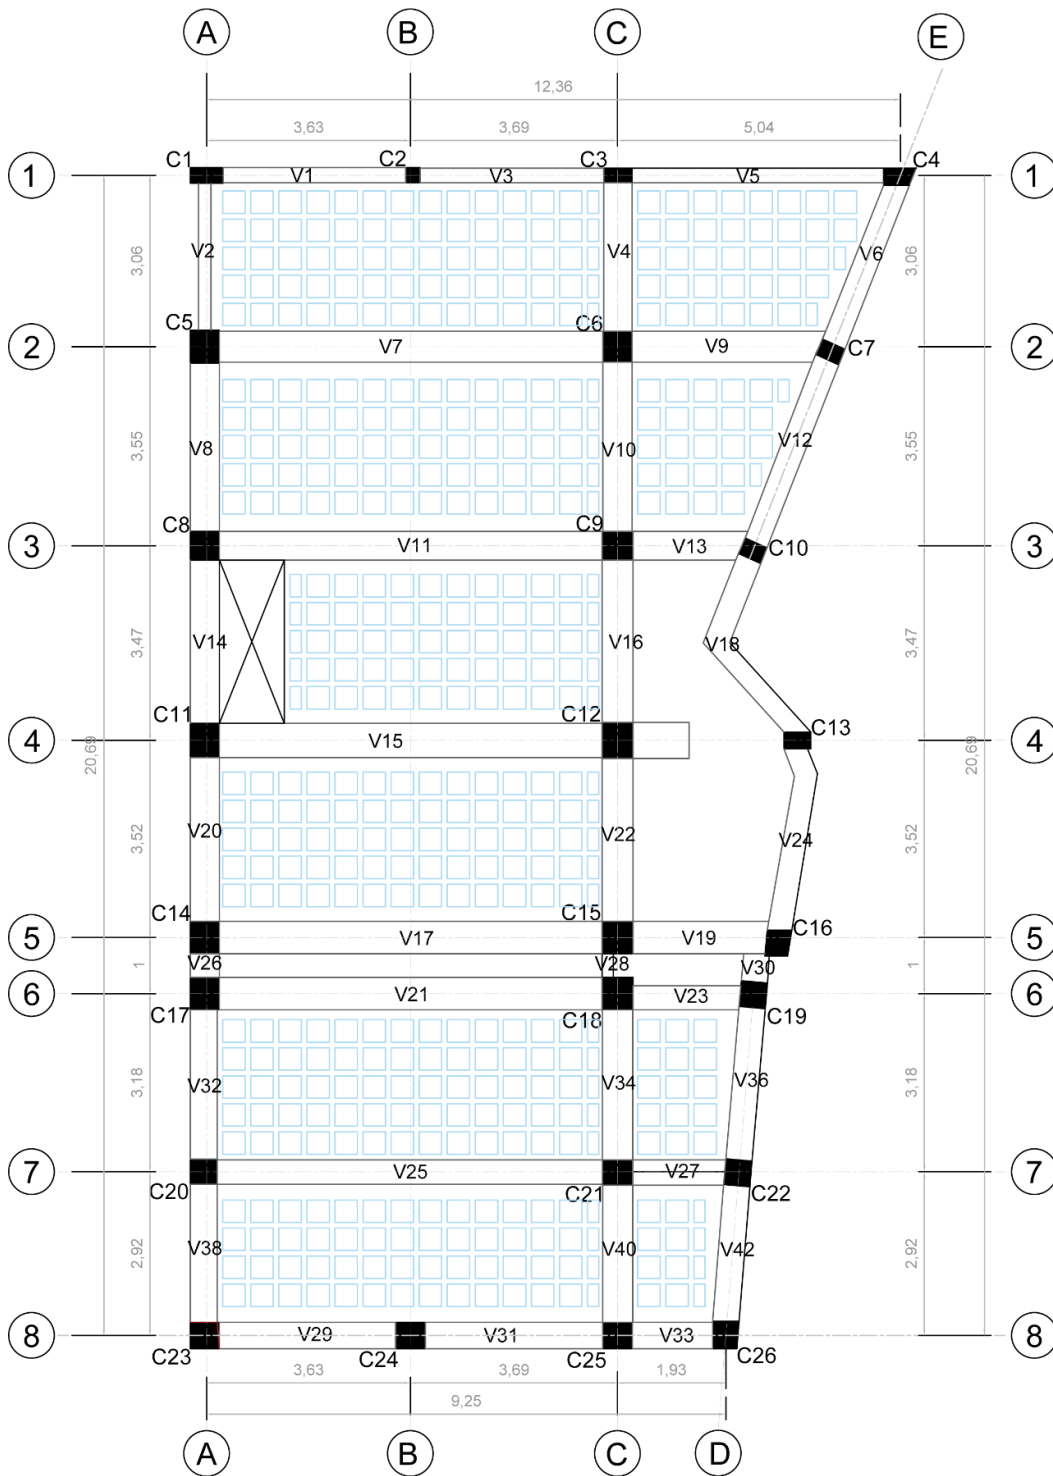 A B C E
12,36
3,63 3,69 5,04
C1 C2 C3 C4
1 V1 V3 V5 1
3,06 V2 V4 V6 3,06
C5 C6
2 V7 V9 C7 2
3,55 V8 V10 V12 3,55
C8 C9
3 V11 V13 C10 3
3,47 V14 V16 V18 3,47
C11 C12 C13
4 V15 4
20,69 20,69
3,52 V20 V22 V24 3,52
C14 C15 C16
5 V17 V19 5
1 V26 V28 V30 1
6 V21 V23 6
C17 C18 C19
3,18 V32 V34 V36 3,18
7 V25 V27 7
C20 C21 C22
2,92 V38 V40 V42 2,92
8 V29 V31 V33 8
C23 C24 C25 C26
3,63 3,69 1,93
9,25
A B C D